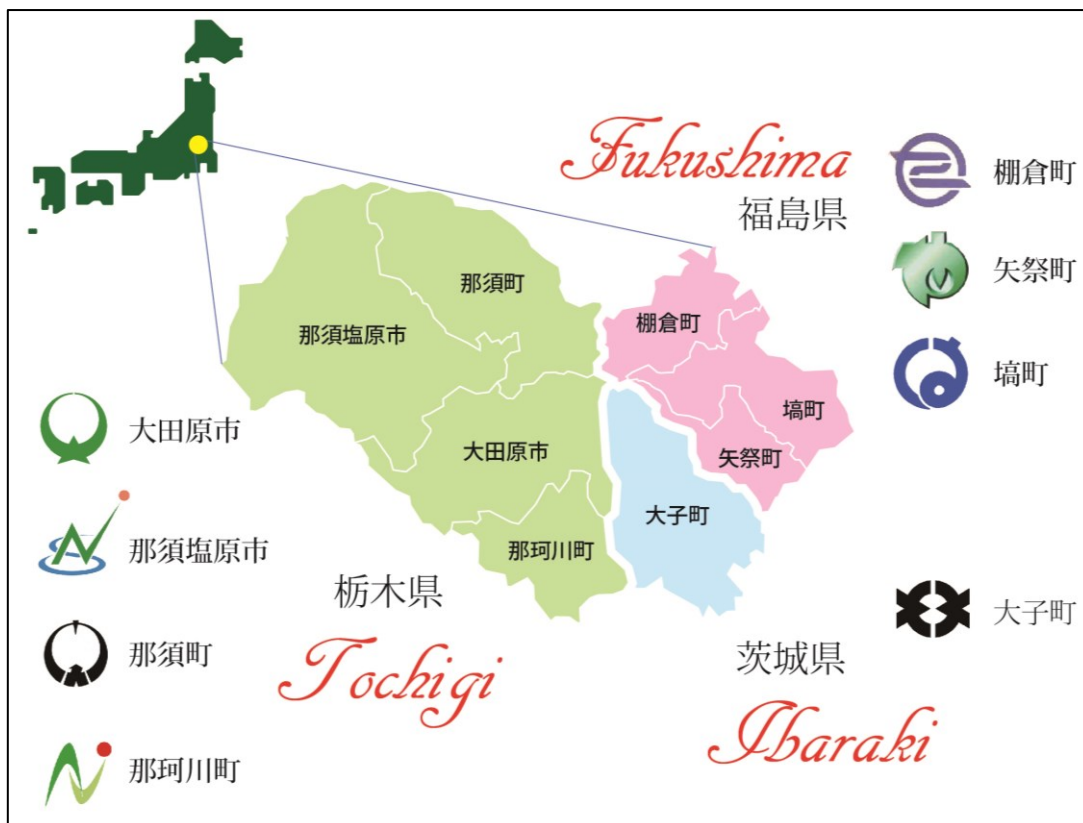 Fukushima
福島県
棚倉町
矢祭町
塙町
那須町
那須塩原市
棚倉町
塙町
大田原市
矢祭町
大子町
那珂川町
大田原市
那須塩原市
那須町
那珂川町
栃木県
Tochigi
茨城県
Ibaraki
大子町